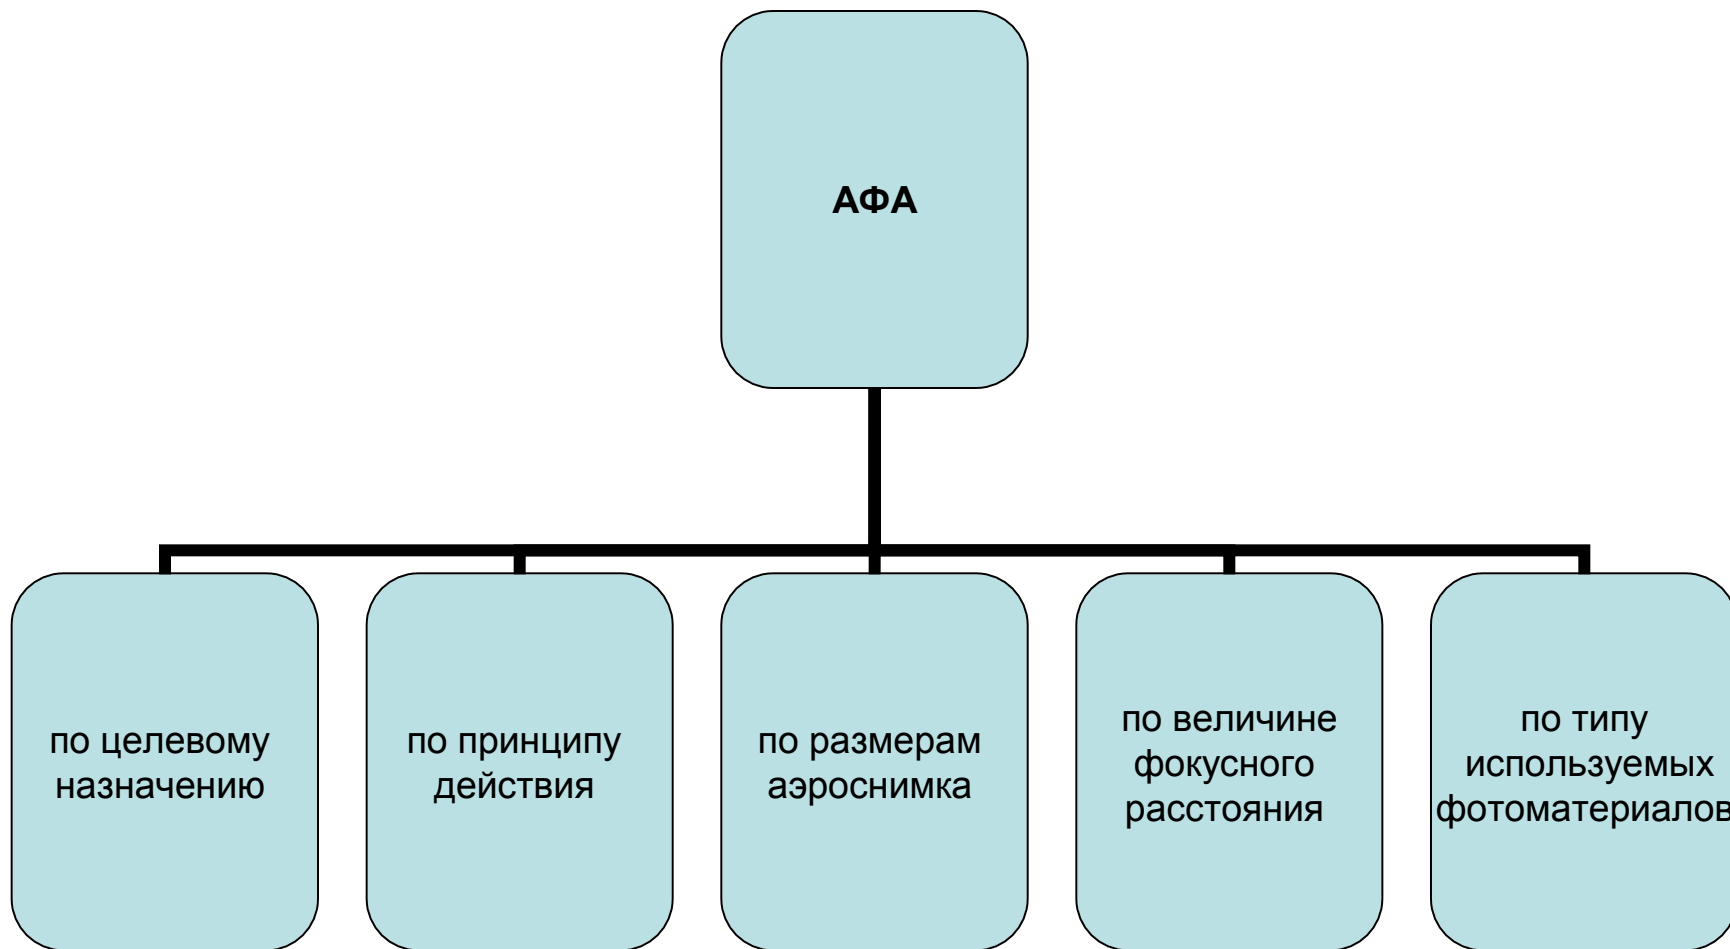 АФА
по целевому
назначению
по принципу
действия
по размерам
аэроснимка
по величине
фокусного
расстояния
по типу
используемых
фотоматериалов